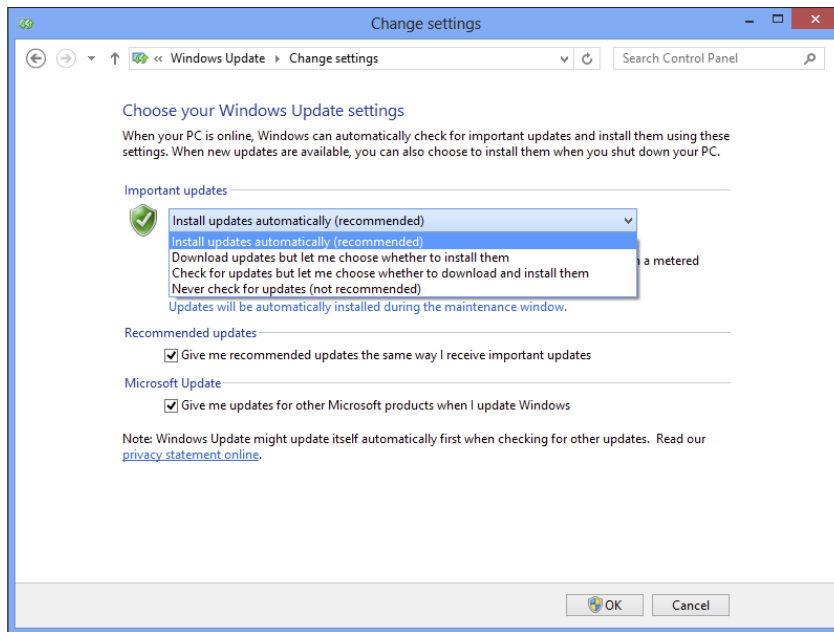 Change settings
« Windows Update ▸ Change settings
Search Control Panel
Choose your Windows Update settings
When your PC is online, Windows can automatically check for important updates and install them using these
settings. When new updates are available, you can also choose to install them when you shut down your PC.
Important updates
Install updates automatically (recommended)
Install updates automatically (recommended)
Download updates but let me choose whether to install them
a metered
Check for updates but let me choose whether to download and install them
Never check for updates (not recommended)
Updates will be automatically installed during the maintenance window.
Recommended updates
Give me recommended updates the same way I receive important updates
Microsoft Update
Give me updates for other Microsoft products when I update Windows
Note: Windows Update might update itself automatically first when checking for other updates. Read our
privacy statement online.
OK
Cancel